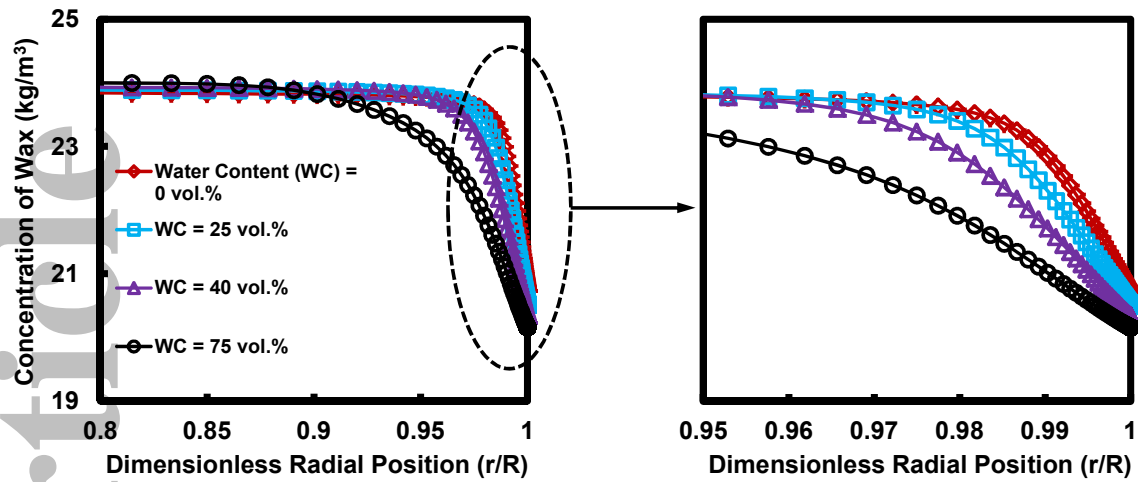 25
23
21
19
Concentration of Wax (kg/m³)
Water Content (WC) =
0 vol.%
WC = 25 vol.%
WC = 40 vol.%
WC = 75 vol.%
0.8 0.85 0.9 0.95 1
Dimensionless Radial Position (r/R)
0.95 0.96 0.97 0.98 0.99 1
Dimensionless Radial Position (r/R)